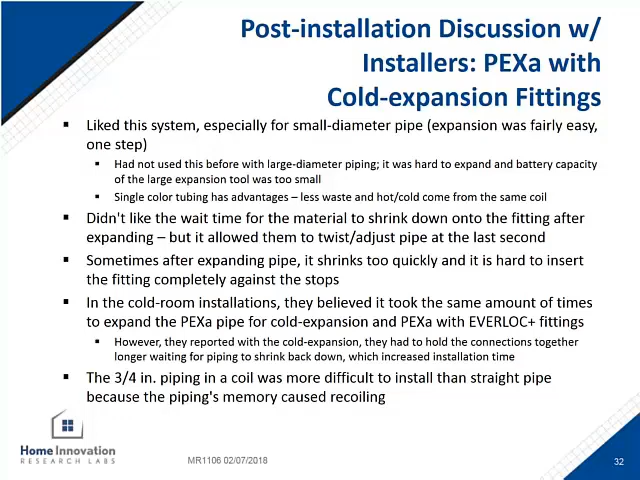 Post-installation Discussion w/
Installers: PEXa with
Cold-expansion Fittings
▪ Liked this system, especially for small-diameter pipe (expansion was fairly easy,
one step)
▪ Had not used this before with large-diameter piping; it was hard to expand and battery capacity
of the large expansion tool was too small
▪ Single color tubing has advantages – less waste and hot/cold come from the same coil
▪ Didn't like the wait time for the material to shrink down onto the fitting after
expanding – but it allowed them to twist/adjust pipe at the last second
▪ Sometimes after expanding pipe, it shrinks too quickly and it is hard to insert
the fitting completely against the stops
▪ In the cold-room installations, they believed it took the same amount of times
to expand the PEXa pipe for cold-expansion and PEXa with EVERLOC+ fittings
▪ However, they reported with the cold-expansion, they had to hold the connections together
longer waiting for piping to shrink back down, which increased installation time
▪ The 3/4 in. piping in a coil was more difficult to install than straight pipe
because the piping's memory caused recoiling
Home Innovation
RESEARCH LABS
MR1106 02/07/2018
32